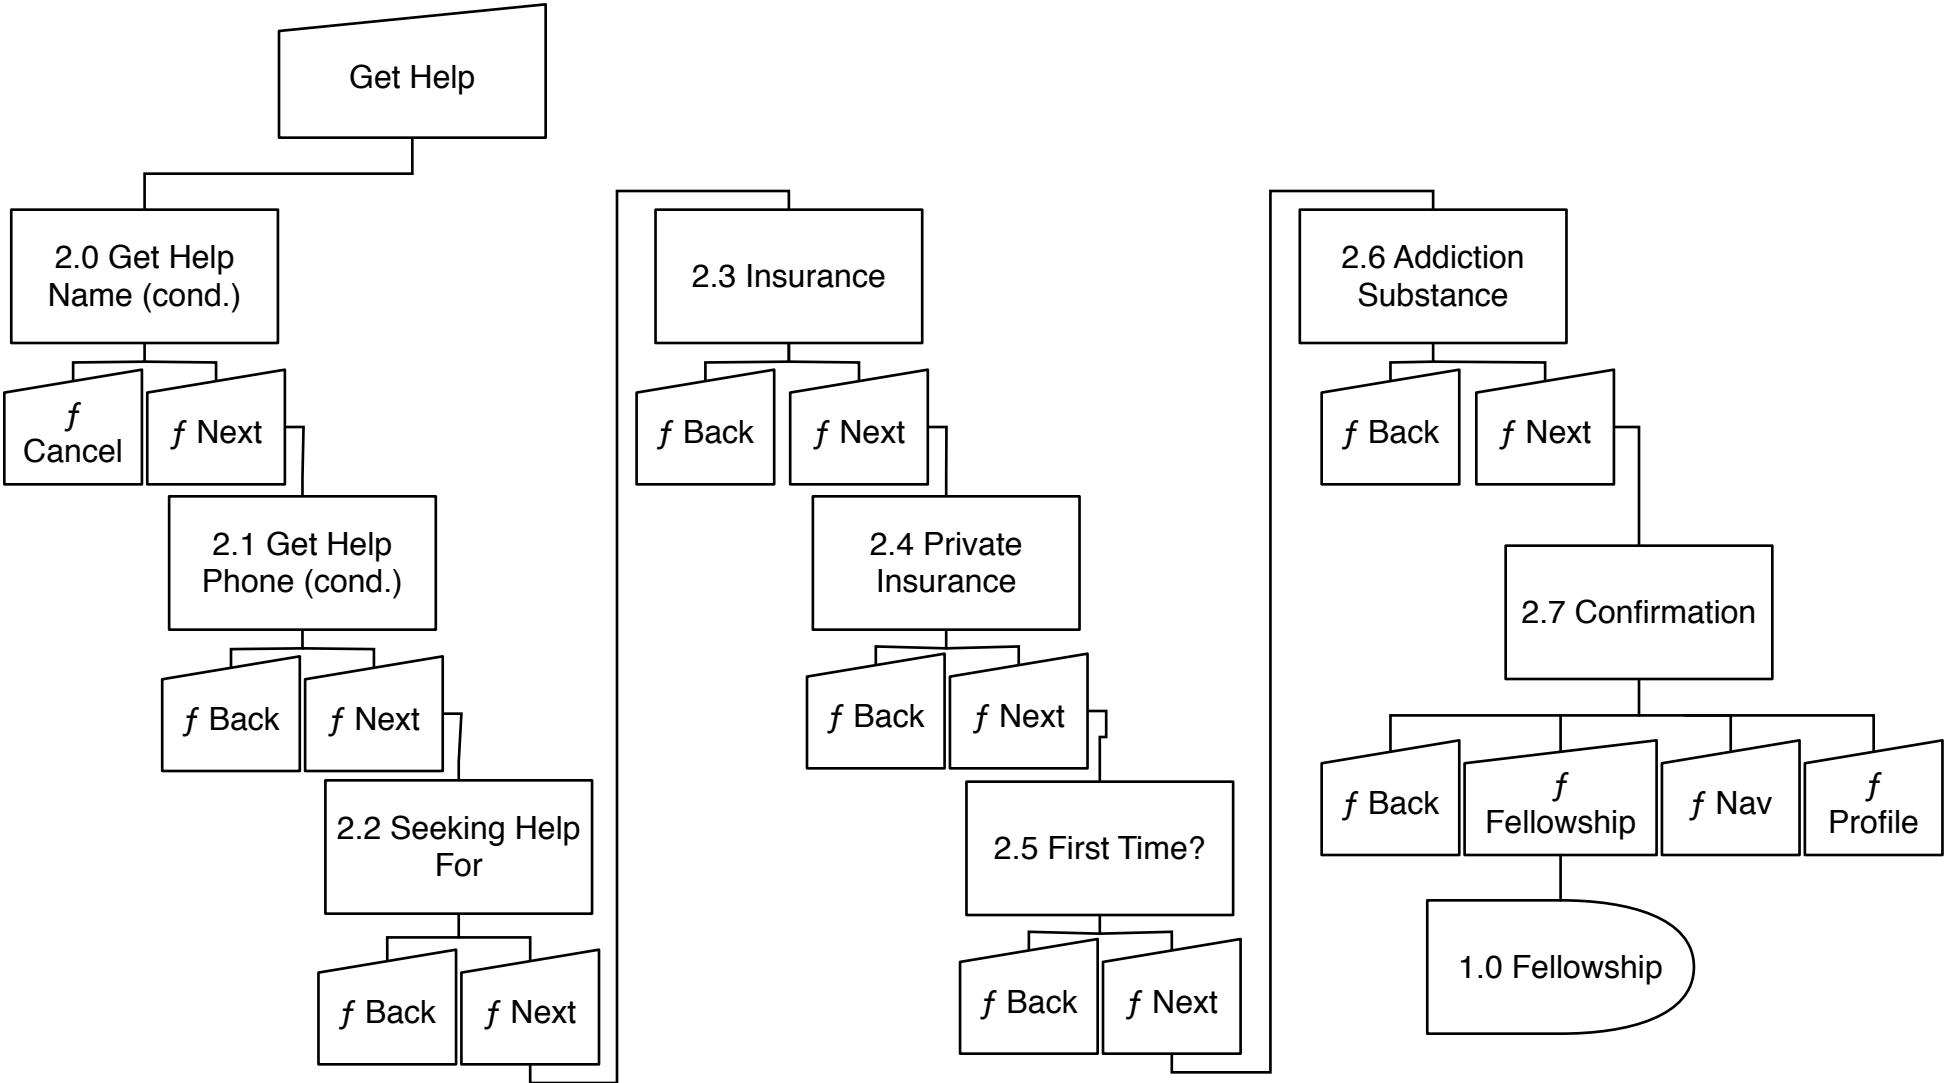 Get Help
2.0 Get Help
Name (cond.)
ƒ
Cancel
ƒ Next
2.1 Get Help
Phone (cond.)
ƒ Back
ƒ Next
2.2 Seeking Help
For
ƒ Back
ƒ Next
2.3 Insurance
ƒ Back
ƒ Next
2.4 Private
Insurance
ƒ Back
ƒ Next
2.5 First Time?
ƒ Back
ƒ Next
2.6 Addiction
Substance
ƒ Back
ƒ Next
2.7 Confirmation
ƒ Back
ƒ
Fellowship
ƒ Nav
ƒ
Profile
1.0 Fellowship